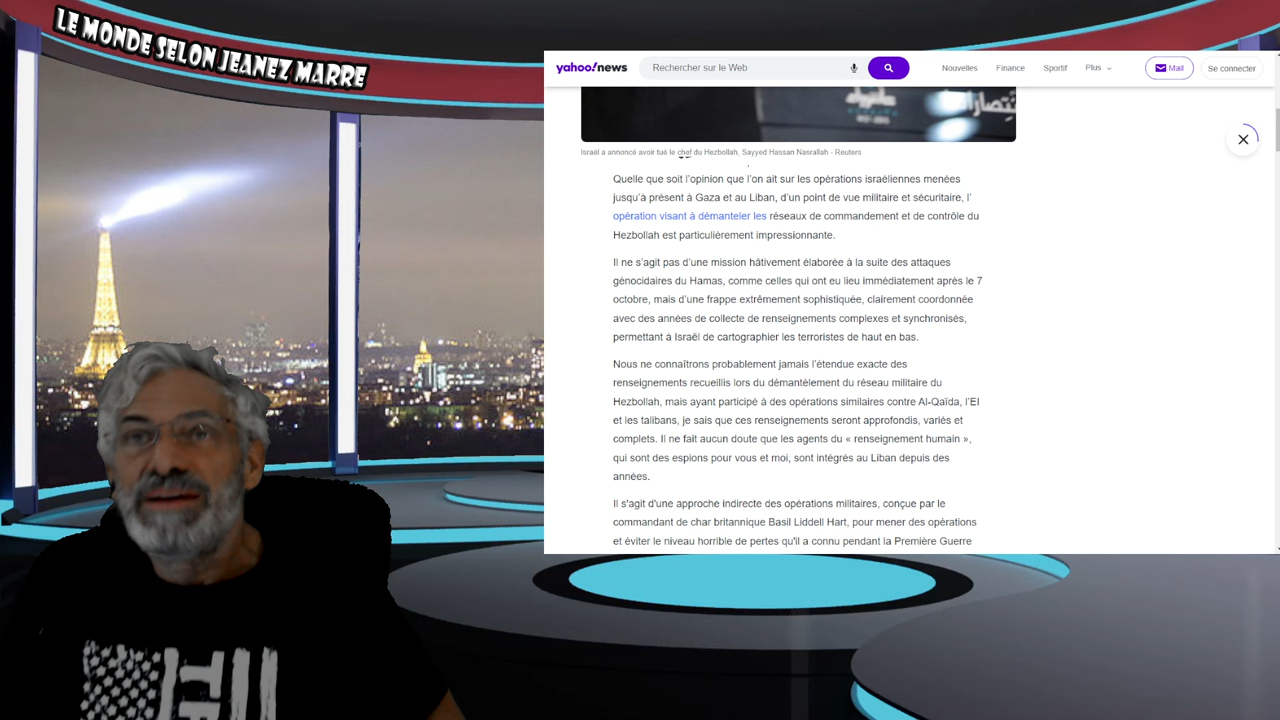 LE MONDE SELON JEANEZ MARRE
yahoo!news
Rechercher sur le Web
Nouvelles
Finance
Sportif
Plus
Mail
Se connecter
Israël a annoncé avoir tué le chef du Hezbollah, Sayyed Hassan Nasrallah - Reuters
Quelle que soit l'opinion que l'on ait sur les opérations israéliennes menées
jusqu'à présent à Gaza et au Liban, d'un point de vue militaire et sécuritaire, l'
opération visant à démanteler les réseaux de commandement et de contrôle du
Hezbollah est particulièrement impressionnante.
Il ne s'agit pas d'une mission hâtivement élaborée à la suite des attaques
génocidaires du Hamas, comme celles qui ont eu lieu immédiatement après le 7
octobre, mais d'une frappe extrêmement sophistiquée, clairement coordonnée
avec des années de collecte de renseignements complexes et synchronisés,
permettant à Israël de cartographier les terroristes de haut en bas.
Nous ne connaîtrons probablement jamais l'étendue exacte des
renseignements recueillis lors du démantèlement du réseau militaire du
Hezbollah, mais ayant participé à des opérations similaires contre Al-Qaïda, l'EI
et les talibans, je sais que ces renseignements seront approfondis, variés et
complets. Il ne fait aucun doute que les agents du « renseignement humain »,
qui sont des espions pour vous et moi, sont intégrés au Liban depuis des
années.
Il s'agit d'une approche indirecte des opérations militaires, conçue par le
commandant de char britannique Basil Liddell Hart, pour mener des opérations
et éviter le niveau horrible de pertes qu'il a connu pendant la Première Guerre